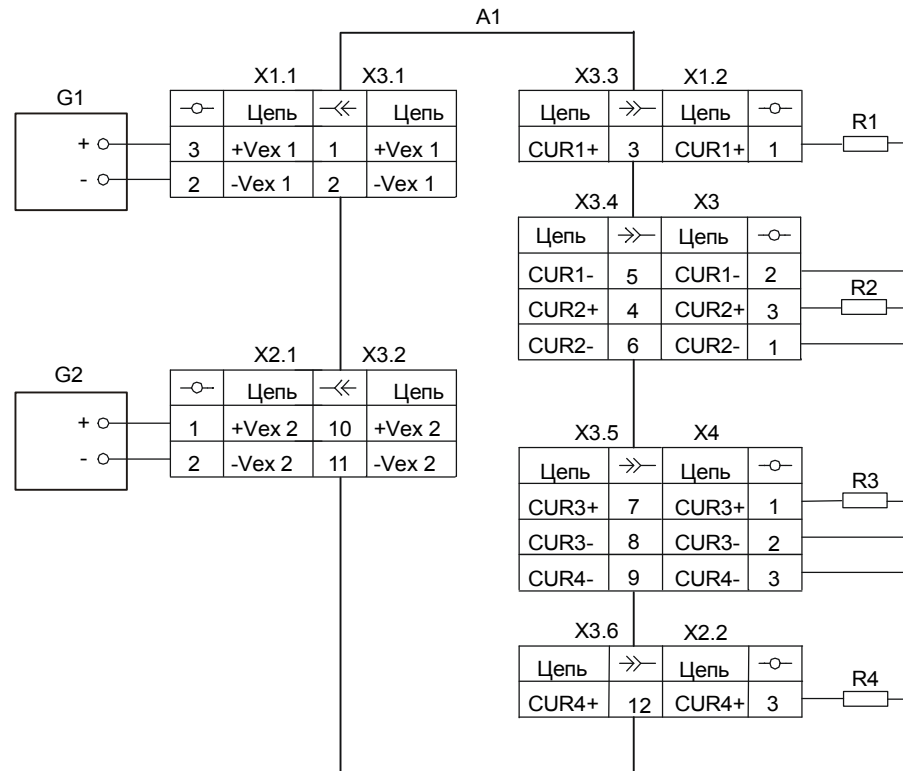 A1
X1.1 X3.1
G1
Цепь Цепь
+ 3 +Vex 1 1 +Vex 1
- 2 -Vex 1 2 -Vex 1
X2.1 X3.2
G2
Цепь Цепь
+ 1 +Vex 2 10 +Vex 2
- 2 -Vex 2 11 -Vex 2
X3.3 X1.2
Цепь Цепь
R1
CUR1+ 3 CUR1+ 1
X3.4 X3
Цепь Цепь
CUR1- 5 CUR1- 2
R2
CUR2+ 4 CUR2+ 3
CUR2- 6 CUR2- 1
X3.5 X4
Цепь Цепь
R3
CUR3+ 7 CUR3+ 1
CUR3- 8 CUR3- 2
CUR4- 9 CUR4- 3
X3.6 X2.2
Цепь Цепь
R4
CUR4+ 12 CUR4+ 3